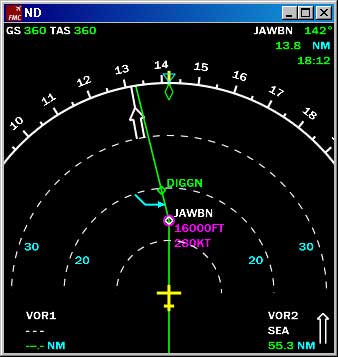 FMC ND
GS 360 TAS 360 JAWBN 142°
13.8 NM
18:12
10 11 12 13 14 15 16 17 18
DIGGN
JAWBN
16000FT
280KT
30 30
20 20
VOR1 VOR2
--- SEA
--.- NM 55.3 NM